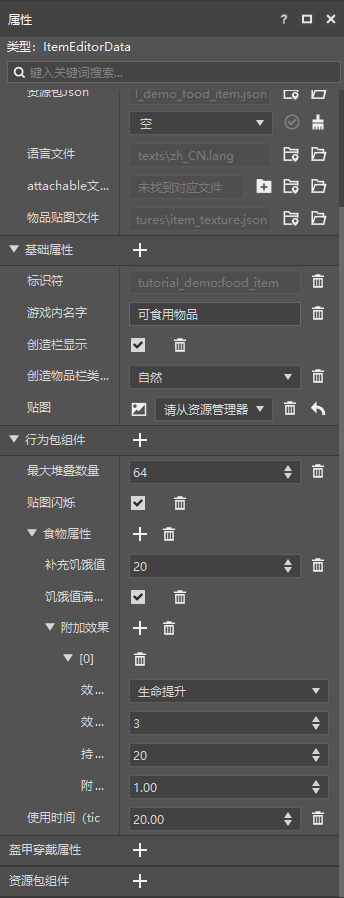 属性
类型：ItemEditorData
键入关键词搜索...
资源包Json l_demo_food_item.json
空
语言文件 texts\zh_CN.lang
attachable文... 未找到对应文件
物品贴图文件 tures\item_texture.json
基础属性
标识符 tutorial_demo:food_item
游戏内名字 可食用物品
创造栏显示
创造物品栏类... 自然
贴图 请从资源管理器
行为包组件
最大堆叠数量 64
贴图闪烁
食物属性
补充饥饿值 20
饥饿值满...
附加效果
[0]
效... 生命提升
效... 3
持... 20
附... 1.00
使用时间（tic 20.00
盔甲穿戴属性
资源包组件